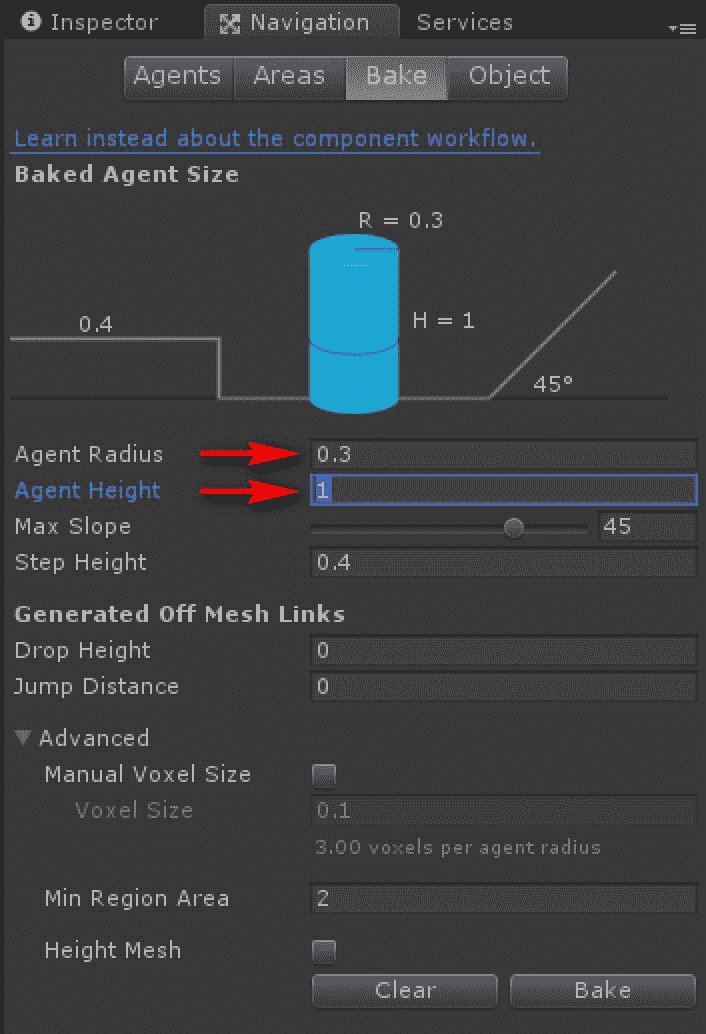 Inspector Navigation Services
Agents Areas Bake Object
Learn instead about the component workflow.
Baked Agent Size
R = 0.3
0.4
H = 1
45°
Agent Radius 0.3
Agent Height 1
Max Slope 45
Step Height 0.4
Generated Off Mesh Links
Drop Height 0
Jump Distance 0
Advanced
Manual Voxel Size
Voxel Size 0.1
3.00 voxels per agent radius
Min Region Area 2
Height Mesh
Clear Bake